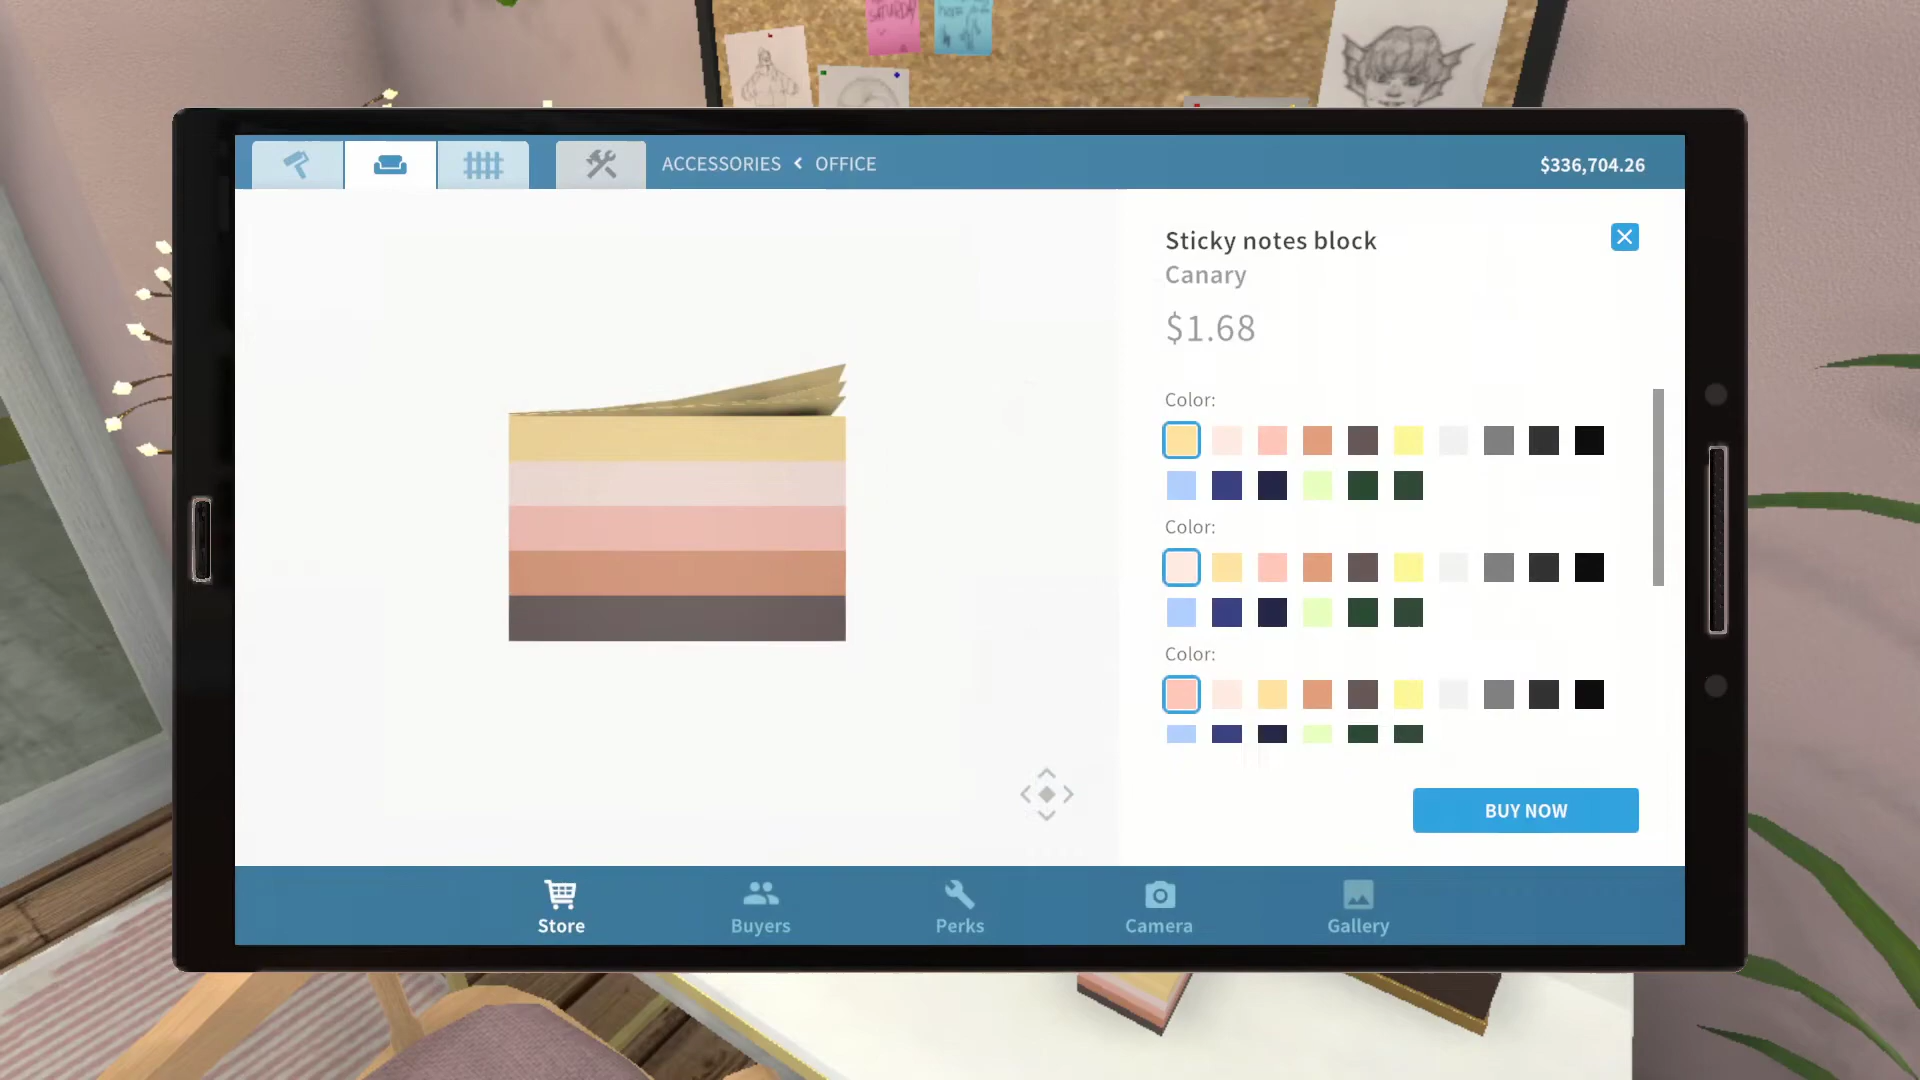 SATURDAY
ACCESSORIES < OFFICE
$336,704.26
Sticky notes block
Canary
$1.68
Color:
Color:
Color:
BUY NOW
Store
Buyers
Perks
Camera
Gallery